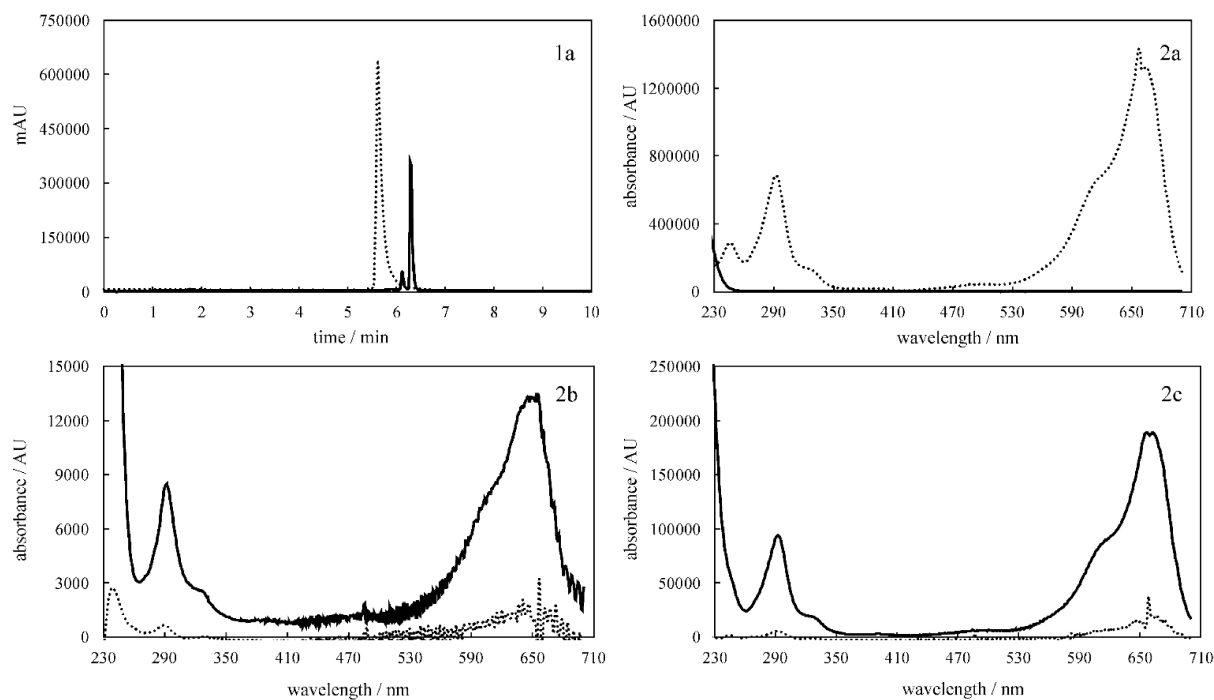 750000
600000
450000
300000
150000
0
mAU
1a
0 1 2 3 4 5 6 7 8 9 10
time / min
1600000
1200000
800000
400000
0
absorbance / AU
2a
230 290 350 410 470 530 590 650 710
wavelength / nm
15000
12000
9000
6000
3000
0
absorbance / AU
2b
230 290 350 410 470 530 590 650 710
wavelength / nm
250000
200000
150000
100000
50000
0
absorbance / AU
2c
230 290 350 410 470 530 590 650 710
wavelength / nm